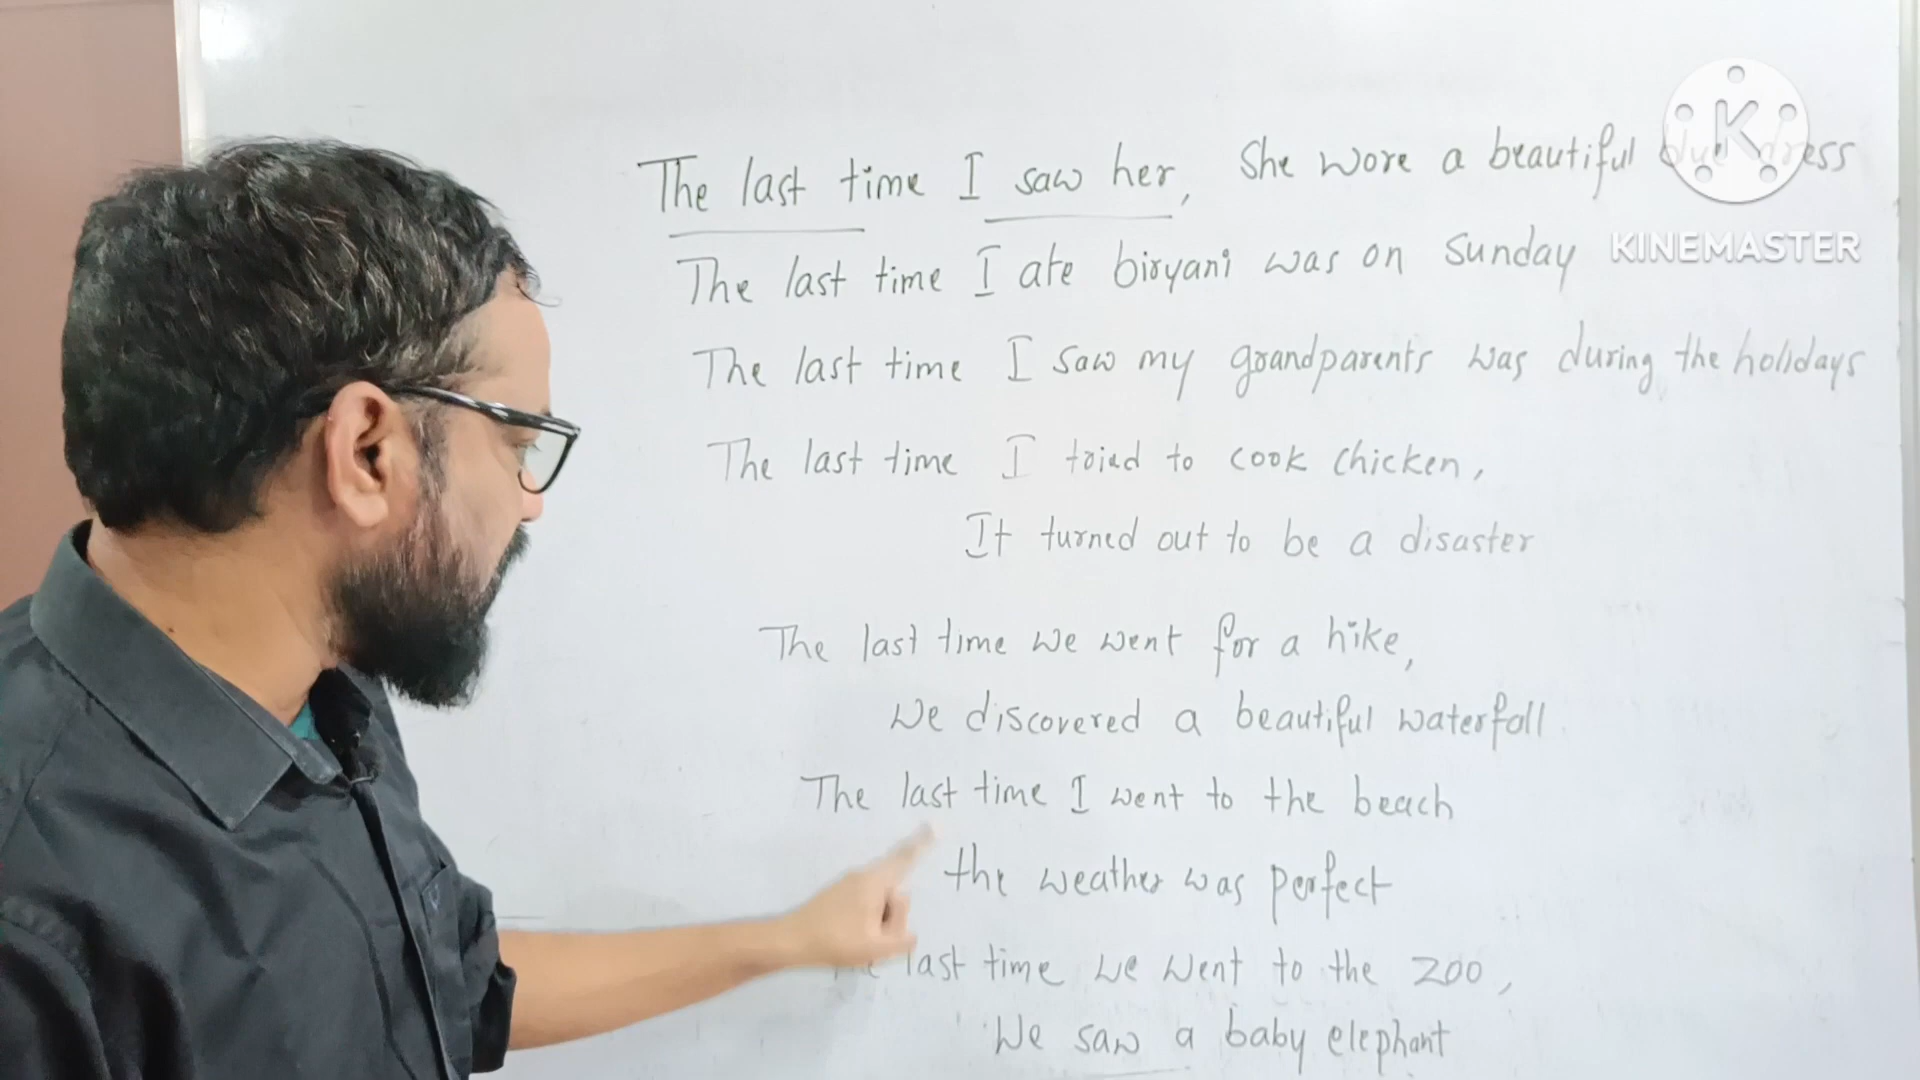 The last time I saw her, She wore a beautiful dress
The last time I ate biryani was on Sunday
KINEMASTER
The last time I saw my grandparents was during the holidays
The last time I tried to cook chicken,
It turned out to be a disaster
The last time we went for a hike,
We discovered a beautiful waterfall
The last time I went to the beach
the weather was perfect
last time we went to the zoo,
We saw a baby elephant